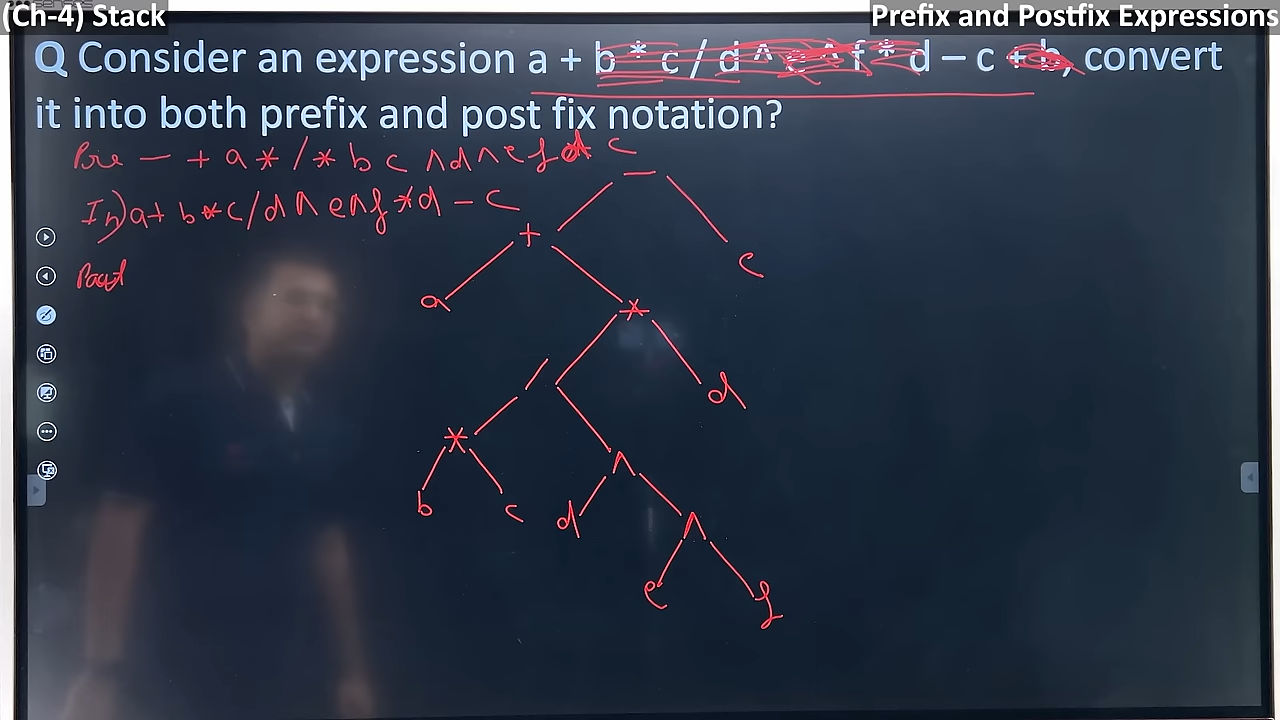 (Ch-4) Stack
Prefix and Postfix Expressions
Q Consider an expression a + b * c / d ^ e ^ f * d – c + b, convert
it into both prefix and post fix notation?
Pre - + a * / * b c ^ d ^ e f d c
In) a + b * c / d ^ e ^ f * d - c
Post
-
+
c
a
*
/
d
*
^
b
c
d
^
e
f